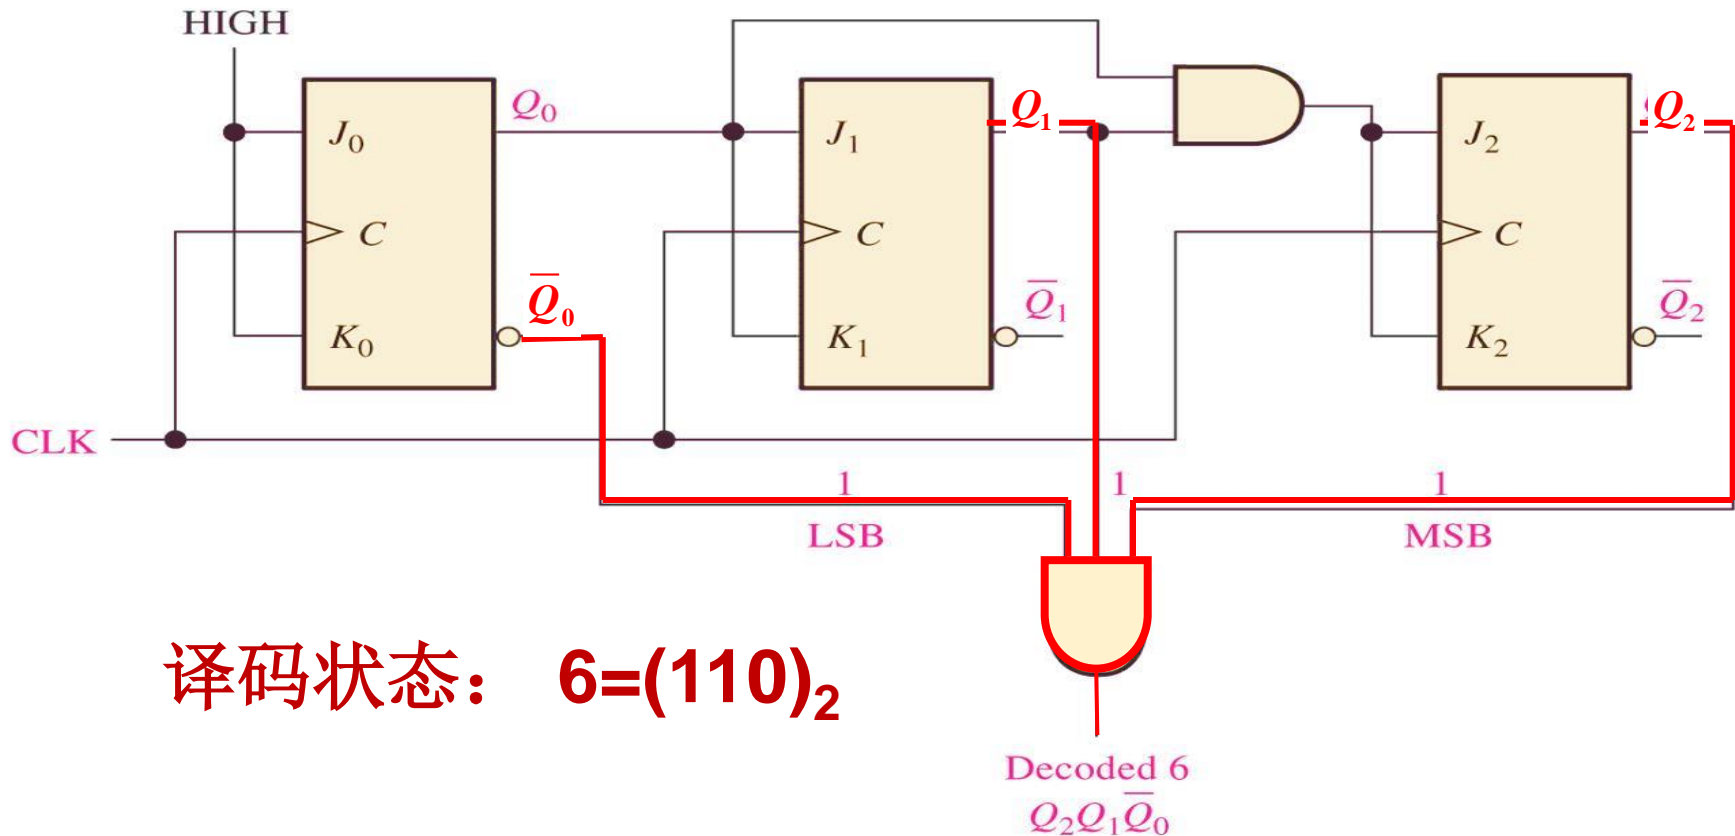 HIGH
Q₀
Q₁
Q₂
J₀
J₁
J₂
C
C
C
Q̅₀
Q̅₁
Q̅₂
K₀
K₁
K₂
CLK
1
1
1
LSB
MSB
译码状态： 6=(110)₂
Decoded 6
Q₂Q₁Q̅₀